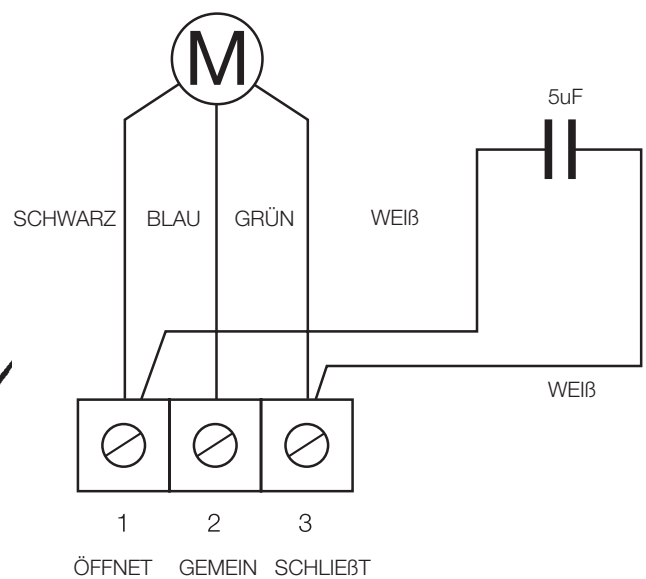 M
5uF
SCHWARZ BLAU GRÜN WEIß
WEIß
1 2 3
ÖFFNET GEMEIN SCHLIEßT